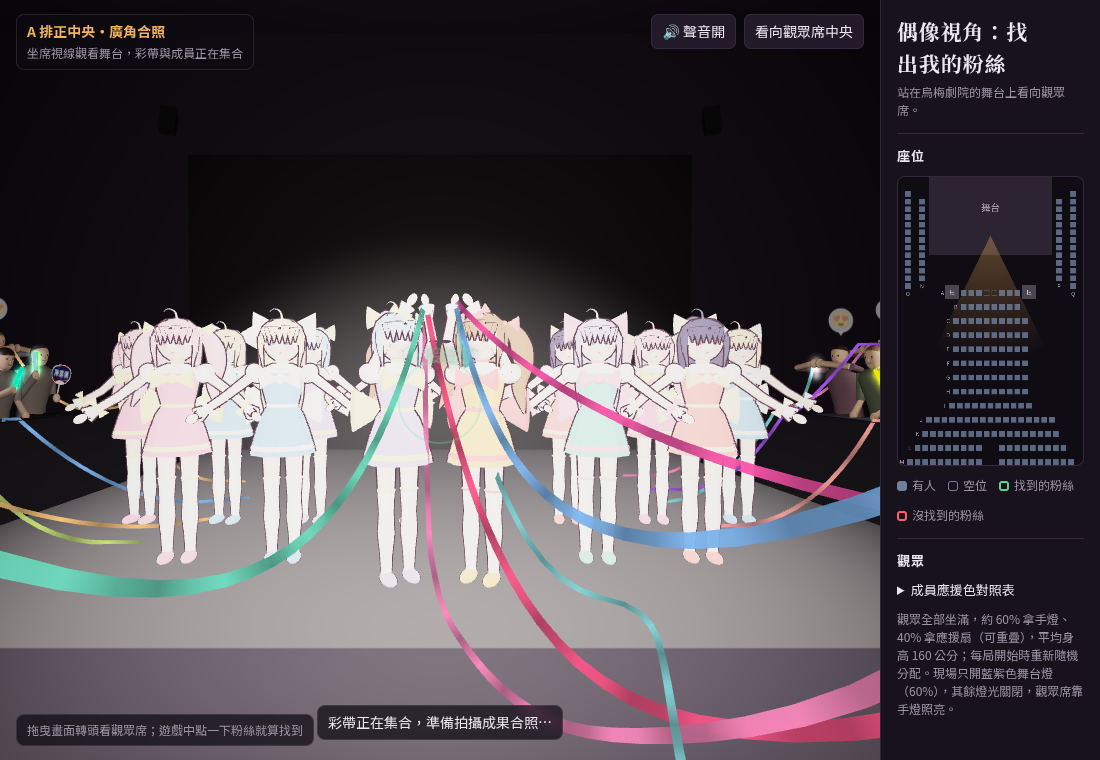 A 排正中央・廣角合照
坐席視線觀看舞台，彩帶與成員正在集合
🔊 聲音開
看向觀眾席中央
偶像視角：找
出我的粉絲
站在烏梅劇院的舞台上看向觀眾
席。
座位
舞台
有人
空位
找到的粉絲
沒找到的粉絲
觀眾
▶ 成員應援色對照表
觀眾全部坐滿，約 60% 拿手燈、
40% 拿應援扇（可重疊），平均身
高 160 公分；每局開始時重新隨機
分配。現場只開藍紫色舞台燈
（60%），其餘燈光關閉，觀眾席靠
手燈照亮。
拖曳畫面轉頭看觀眾席；遊戲中點一下粉絲就算找到
彩帶正在集合，準備拍攝成果合照⋯